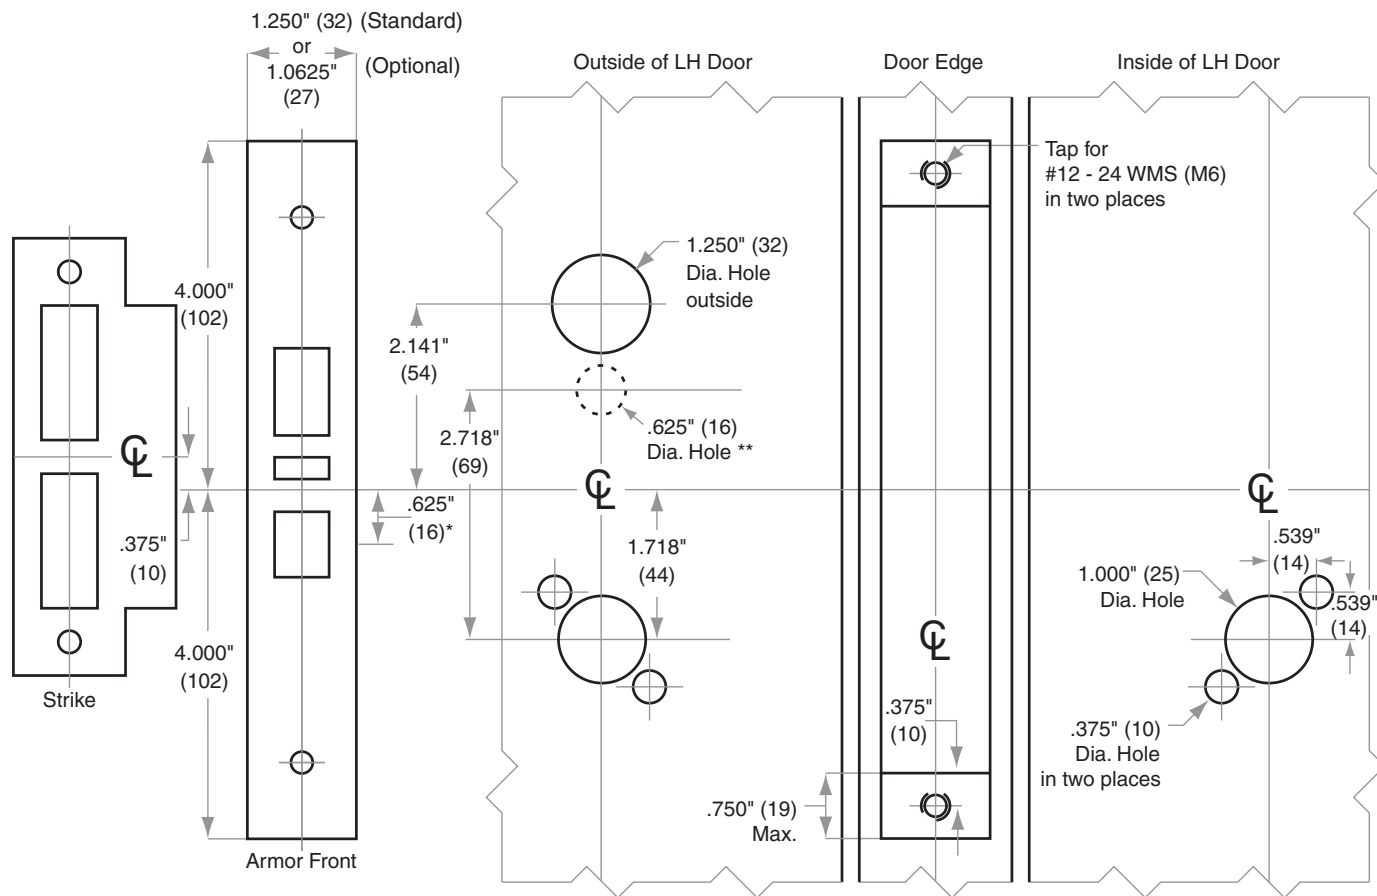 1.250" (32) (Standard)
or
1.0625" (Optional)
(27)
Outside of LH Door
Door Edge
Inside of LH Door
Tap for
#12 - 24 WMS (M6)
in two places
1.250" (32)
Dia. Hole
outside
4.000"
(102)
2.141"
(54)
.625" (16)
Dia. Hole **
2.718"
(69)
℄
℄
℄
.625"
(16)*
.375"
(10)
1.718"
(44)
.539"
(14)
1.000" (25)
Dia. Hole
.539"
(14)
℄
4.000"
(102)
Strike
.375"
(10)
.375" (10)
Dia. Hole
in two places
.750" (19)
Max.
Armor Front